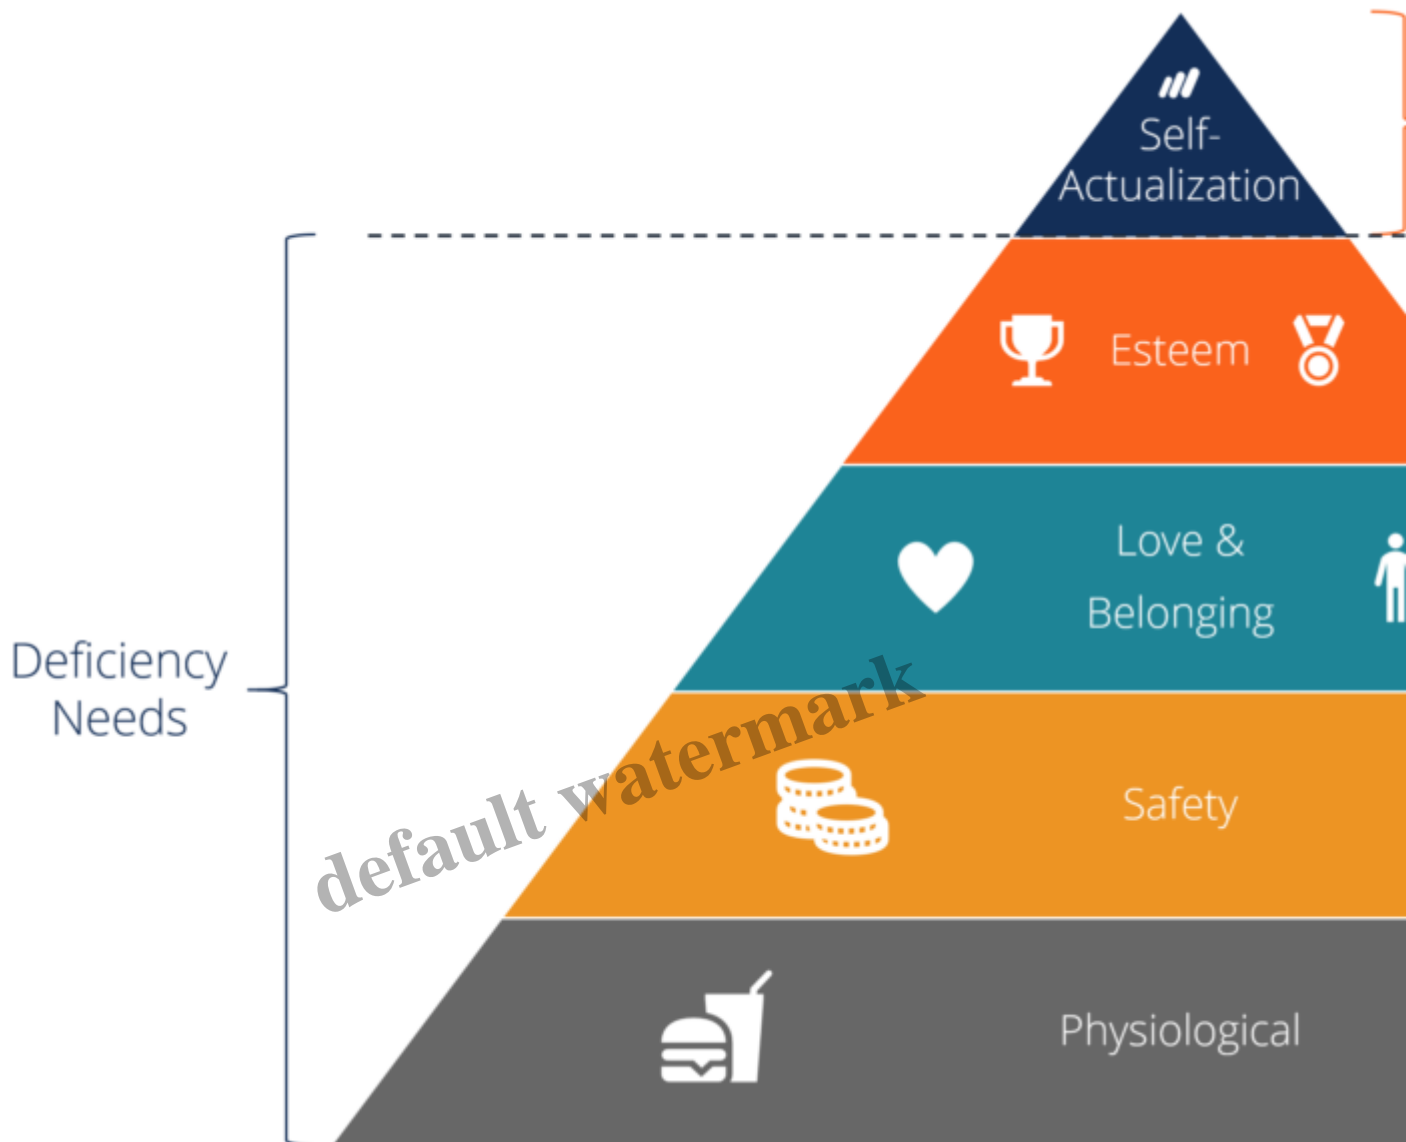 Self-
Actualization
Esteem
Love &
Belonging
Deficiency
Needs
default watermark
Safety
Physiological